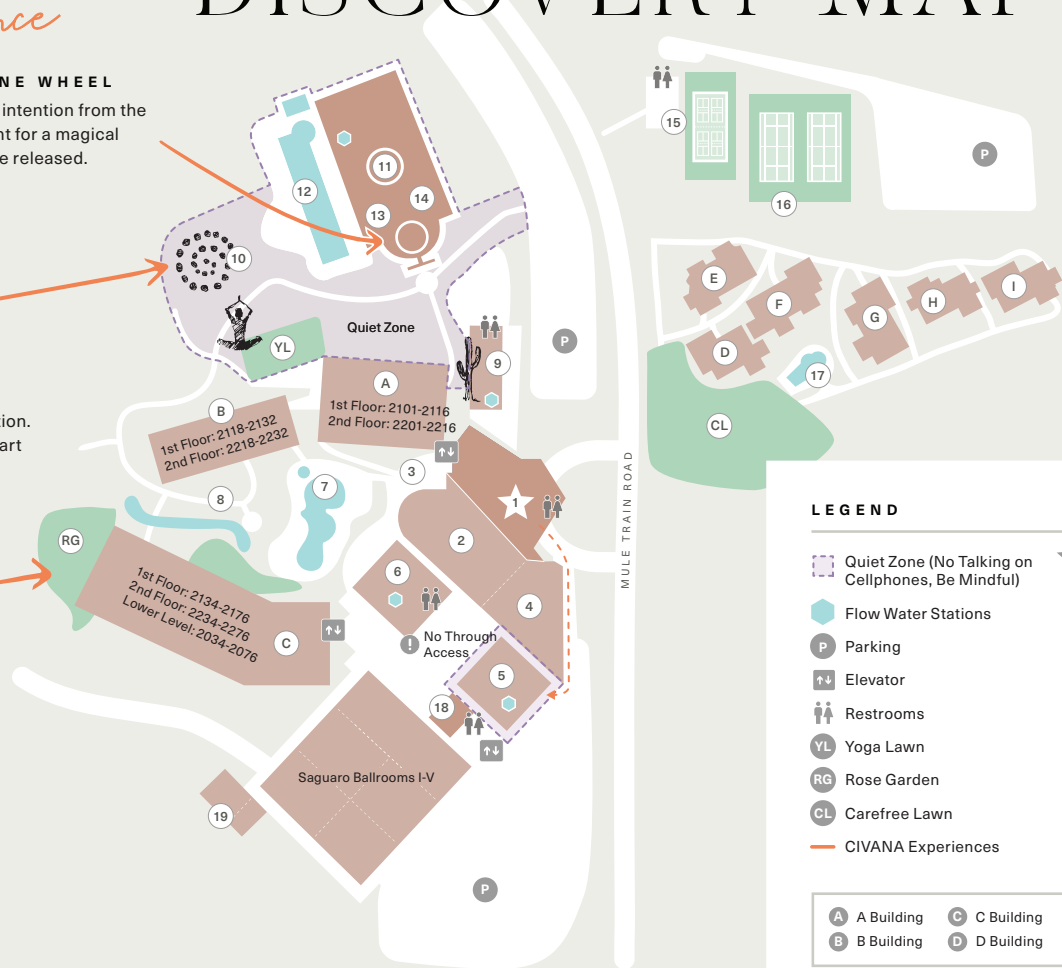 DISCOVERY MAP
nce
NE WHEEL
intention from the
nt for a magical
e released.
tion.
art
11
12
13
14
10
Quiet Zone
YL
A
1st Floor: 2101-2116
2nd Floor: 2201-2216
B
1st Floor: 2118-2132
2nd Floor: 2218-2232
9
P
3
7
8
1
2
4
RG
1st Floor: 2134-2176
2nd Floor: 2234-2276
Lower Level: 2034-2076
C
6
!
No Through
Access
5
18
Saguaro Ballrooms I-V
19
P
MULE TRAIN ROAD
15
16
P
E
F
G
H
I
D
17
CL
LEGEND
Quiet Zone (No Talking on
Cellphones, Be Mindful)
Flow Water Stations
P Parking
Elevator
Restrooms
YL Yoga Lawn
RG Rose Garden
CL Carefree Lawn
CIVANA Experiences
A A Building C C Building
B B Building D D Building